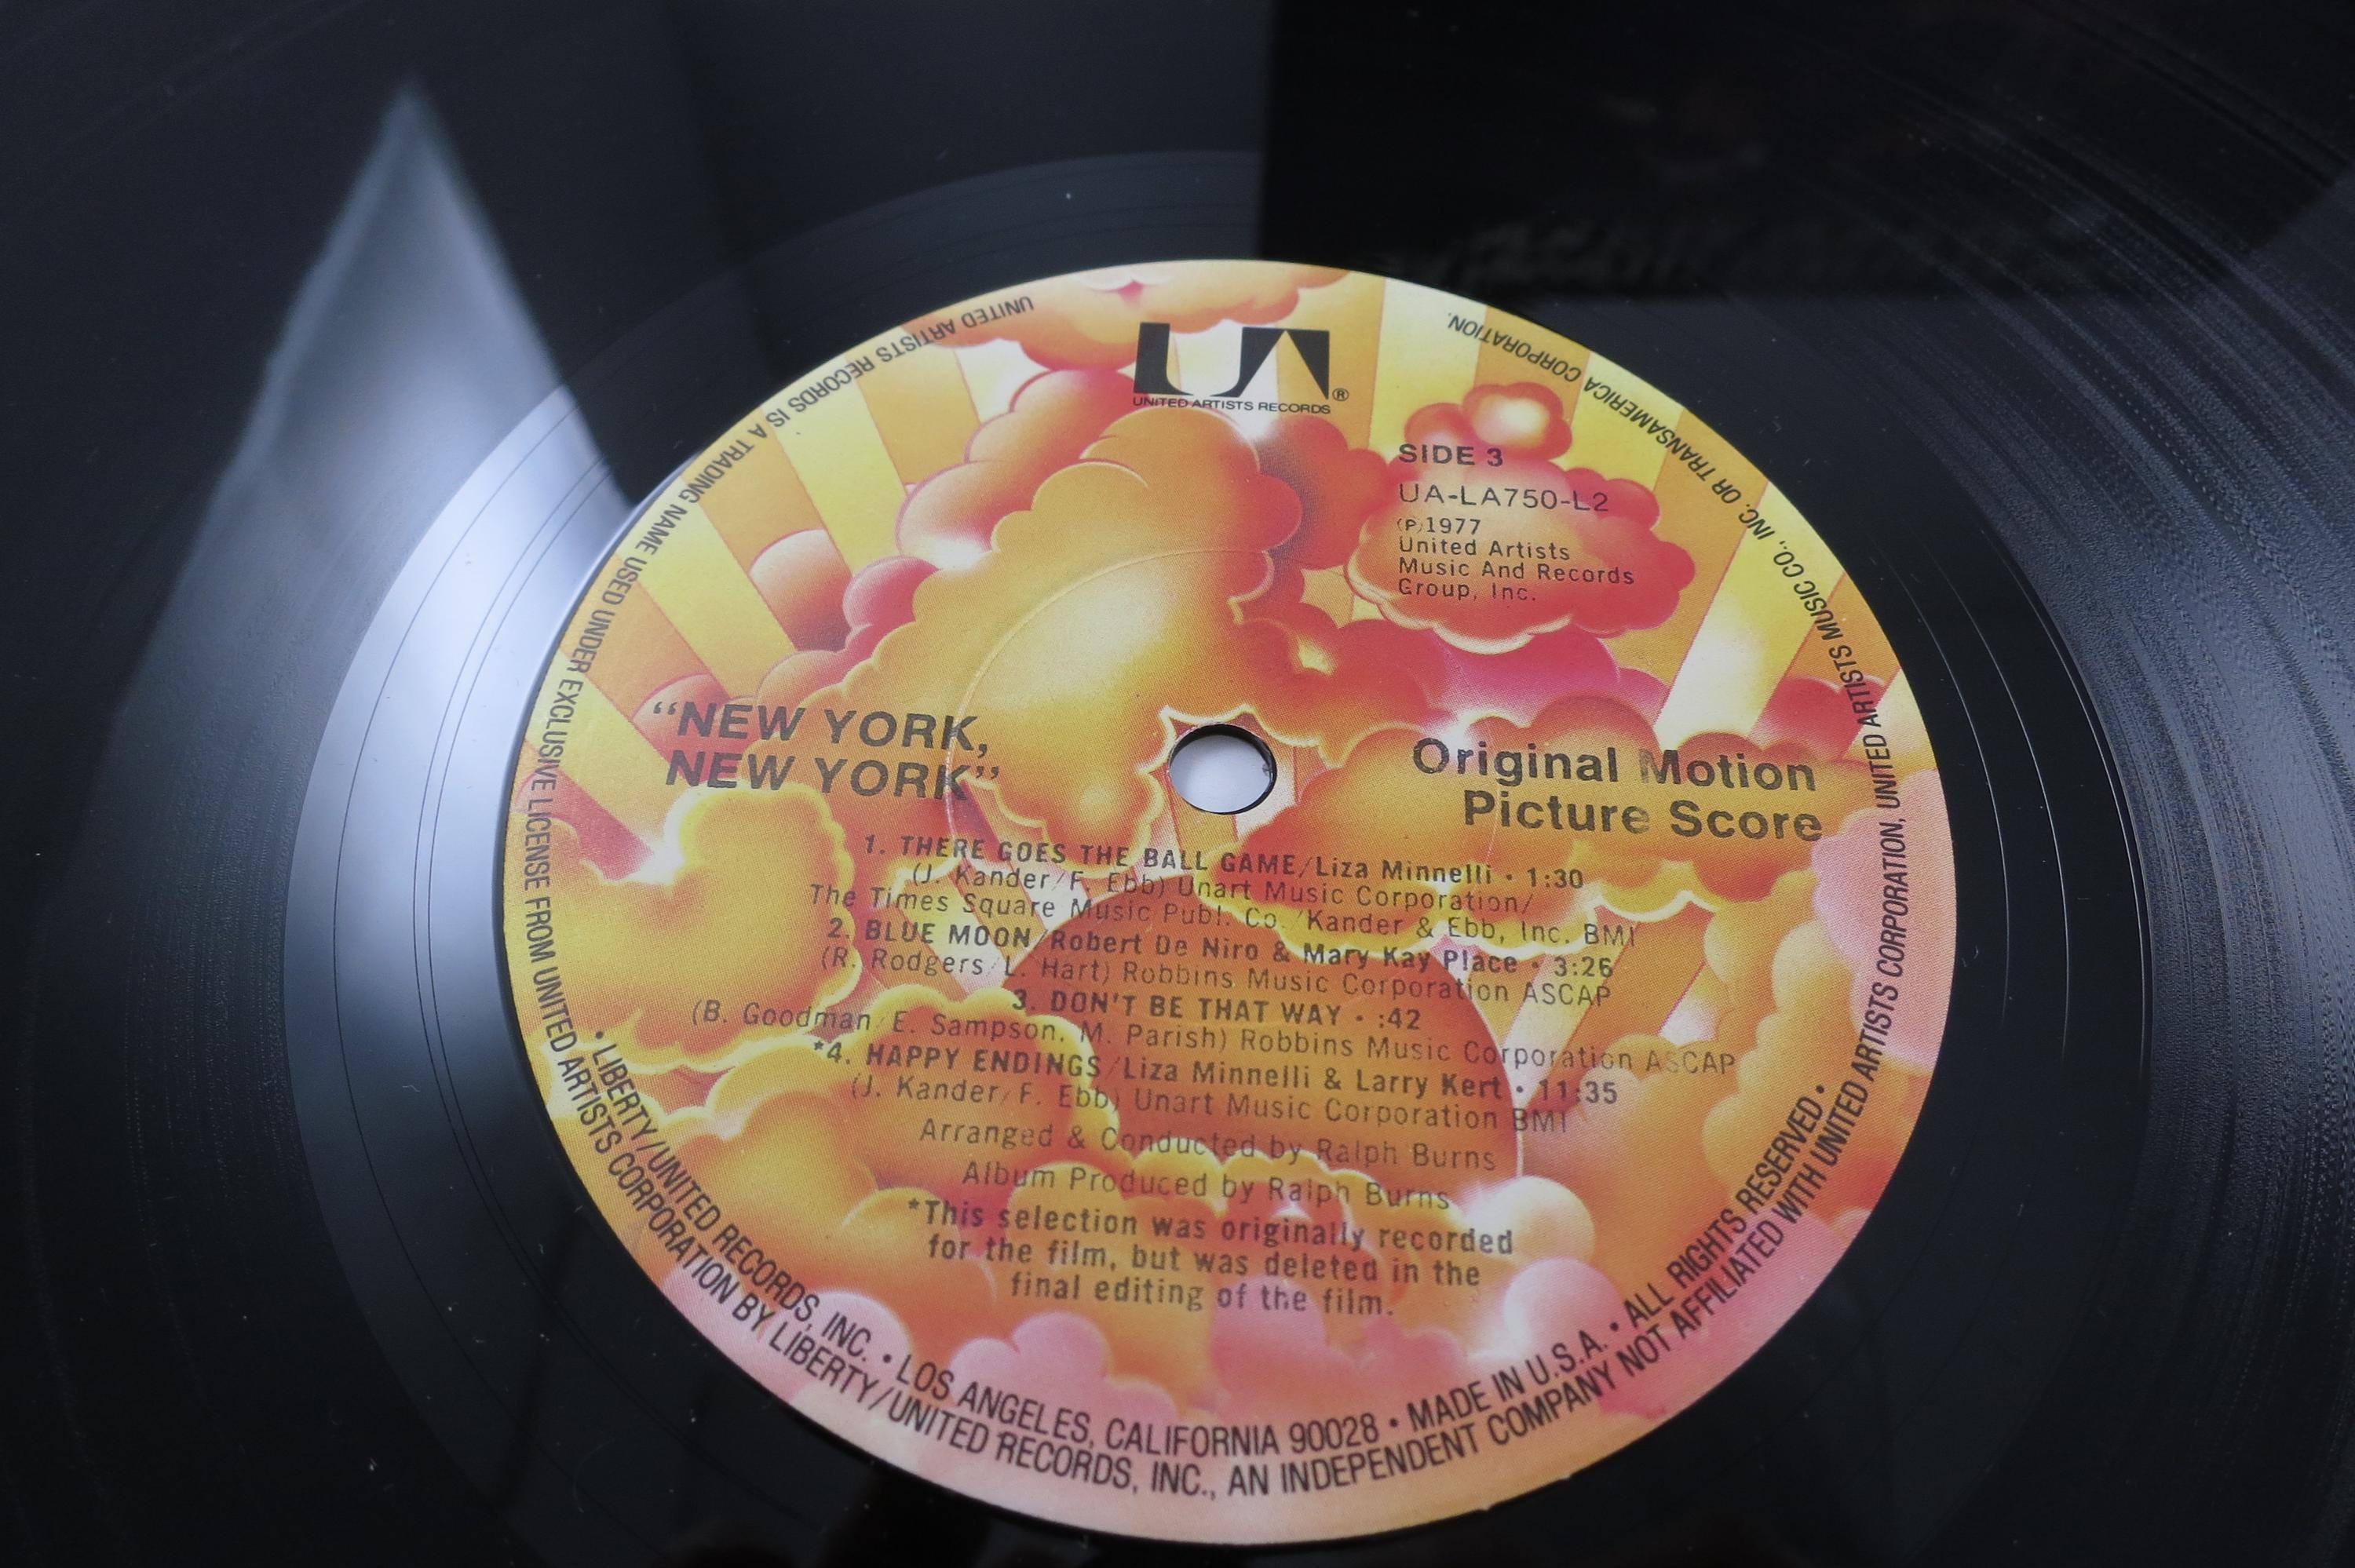 UA®
UNITED ARTISTS RECORDS
SIDE 3
UA-LA750-L2
(P)1977
United Artists
Music And Records
Group, Inc.
"NEW YORK,
NEW YORK"
Original Motion
Picture Score
1. THERE GOES THE BALL GAME/Liza Minnelli • 1:30
(J. Kander/F. Ebb) Unart Music Corporation/
The Times Square Music Publ. Co./Kander & Ebb, Inc. BMI
2. BLUE MOON/Robert De Niro & Mary Kay Place • 3:26
(R. Rodgers/L. Hart) Robbins Music Corporation ASCAP
3. DON'T BE THAT WAY • :42
(B. Goodman/E. Sampson, M. Parish) Robbins Music Corporation ASCAP
*4. HAPPY ENDINGS/Liza Minnelli & Larry Kert • 11:35
(J. Kander/F. Ebb) Unart Music Corporation BMI
Arranged & Conducted by Ralph Burns
Album Produced by Ralph Burns
*This selection was originally recorded
for the film, but was deleted in the
final editing of the film.
• LIBERTY/UNITED RECORDS, INC. • LOS ANGELES, CALIFORNIA 90028 • MADE IN U.S.A. • ALL RIGHTS RESERVED •
UNITED ARTISTS RECORDS IS A TRADING NAME USED UNDER EXCLUSIVE LICENSE FROM UNITED ARTISTS CORPORATION BY LIBERTY/UNITED RECORDS, INC., AN INDEPENDENT COMPANY NOT AFFILIATED WITH UNITED ARTISTS CORPORATION, UNITED ARTISTS MUSIC CO., INC. OR TRANSAMERICA CORPORATION.